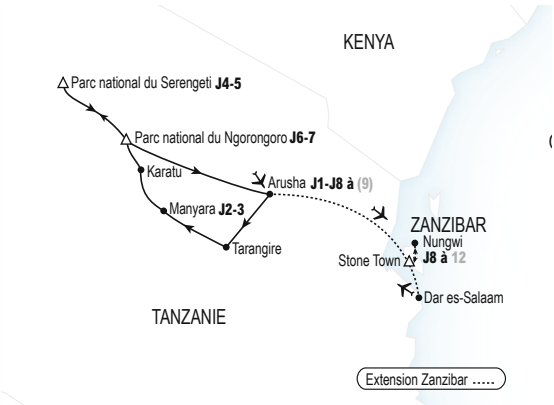 KENYA
Parc national du Serengeti J4-5
Parc national du Ngorongoro J6-7
Karatu
Arusha J1-J8 à (9)
Manyara J2-3
ZANZIBAR
Nungwi
Tarangire
Stone Town
J8 à 12
Dar es-Salaam
TANZANIE
Extension Zanzibar .....